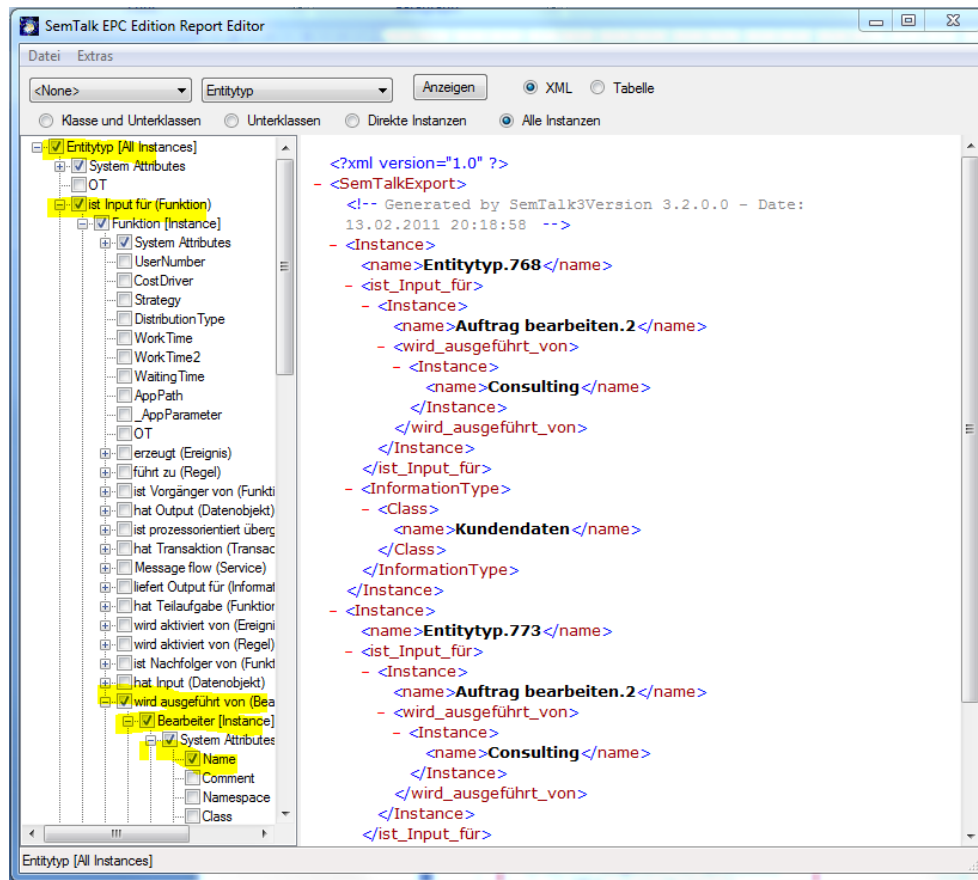 SemTalk EPC Edition Report Editor
Datei Extras
<None> Entitytyp Anzeigen XML Tabelle
Klasse und Unterklassen Unterklassen Direkte Instanzen Alle Instanzen
Entitytyp [All Instances]
System Attributes
OT
ist Input für (Funktion)
Funktion [Instance]
System Attributes
UserNumber
CostDriver
Strategy
DistributionType
WorkTime
WorkTime2
WaitingTime
AppPath
_AppParameter
OT
erzeugt (Ereignis)
führt zu (Regel)
ist Vorgänger von (Funkti
hat Output (Datenobjekt)
ist prozessorientiert überg
hat Transaktion (Transac
Message flow (Service)
liefert Output für (Informat
hat Teilaufgabe (Funktion
wird aktiviert von (Ereigni
wird aktiviert von (Regel)
ist Nachfolger von (Funkt
hat Input (Datenobjekt)
wird ausgeführt von (Bea
Bearbeiter [Instance]
System Attributes
Name
Comment
Namespace
Class
<?xml version="1.0" ?>
- <SemTalkExport>
<!-- Generated by SemTalk3Version 3.2.0.0 - Date:
13.02.2011 20:18:58 -->
- <Instance>
<name>Entitytyp.768</name>
- <ist_Input_für>
- <Instance>
<name>Auftrag bearbeiten.2</name>
- <wird_ausgeführt_von>
- <Instance>
<name>Consulting</name>
</Instance>
</wird_ausgeführt_von>
</Instance>
</ist_Input_für>
- <InformationType>
- <Class>
<name>Kundendaten</name>
</Class>
</InformationType>
</Instance>
- <Instance>
<name>Entitytyp.773</name>
- <ist_Input_für>
- <Instance>
<name>Auftrag bearbeiten.2</name>
- <wird_ausgeführt_von>
- <Instance>
<name>Consulting</name>
</Instance>
</wird_ausgeführt_von>
</Instance>
</ist_Input_für>
Entitytyp [All Instances]